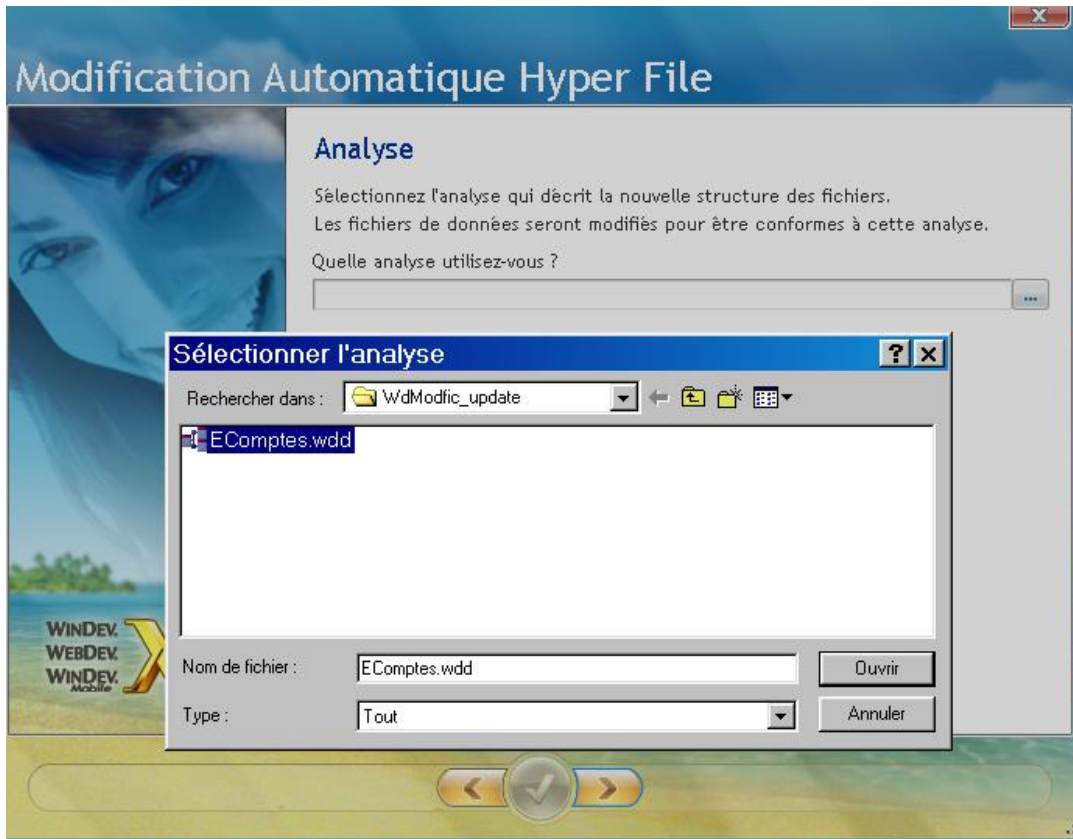 Modification Automatique Hyper File
Analyse
Sélectionnez l'analyse qui décrit la nouvelle structure des fichiers.
Les fichiers de données seront modifiés pour être conformes à cette analyse.
Quelle analyse utilisez-vous ?
...
Sélectionner l'analyse
Rechercher dans : WdModfic_update
EComptes.wdd
WINDEV.
WEBDEV.
WINDEV.
Mobile
Nom de fichier : EComptes.wdd Ouvrir
Type : Tout Annuler